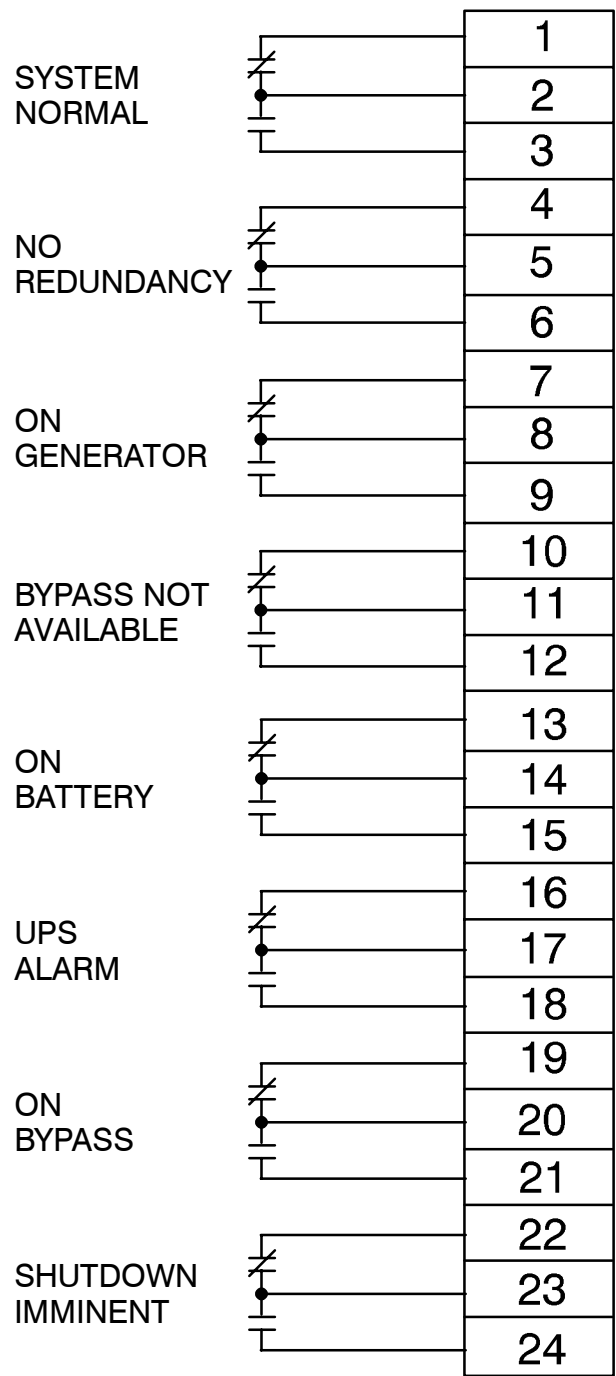 1
SYSTEM
NORMAL
2
3
4
NO
REDUNDANCY
5
6
7
ON
GENERATOR
8
9
10
BYPASS NOT
AVAILABLE
11
12
13
ON
BATTERY
14
15
16
UPS
ALARM
17
18
19
ON
BYPASS
20
21
22
SHUTDOWN
IMMINENT
23
24